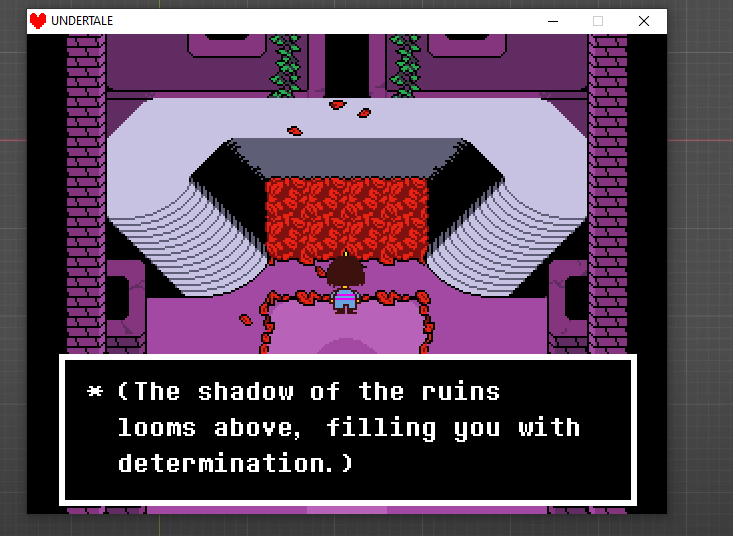 UNDERTALE
* (The shadow of the ruins
looms above, filling you with
determination.)